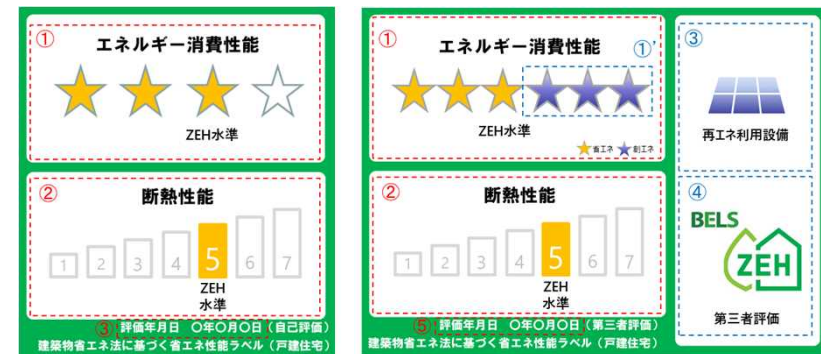 ①
エネルギー消費性能
ZEH水準
②
断熱性能
1 2 3 4 5 6 7
ZEH
水準
③ 評価年月日 〇年〇月〇日(自己評価)
建築物省エネ法に基づく省エネ性能ラベル(戸建住宅)
①
エネルギー消費性能
①’
ZEH水準
省エネ 創エネ
②
断熱性能
1 2 3 4 5 6 7
ZEH
水準
⑤ 評価年月日 〇年〇月〇日(第三者評価)
建築物省エネ法に基づく省エネ性能ラベル(戸建住宅)
③
再エネ利用設備
④
BELS
ZEH
第三者評価